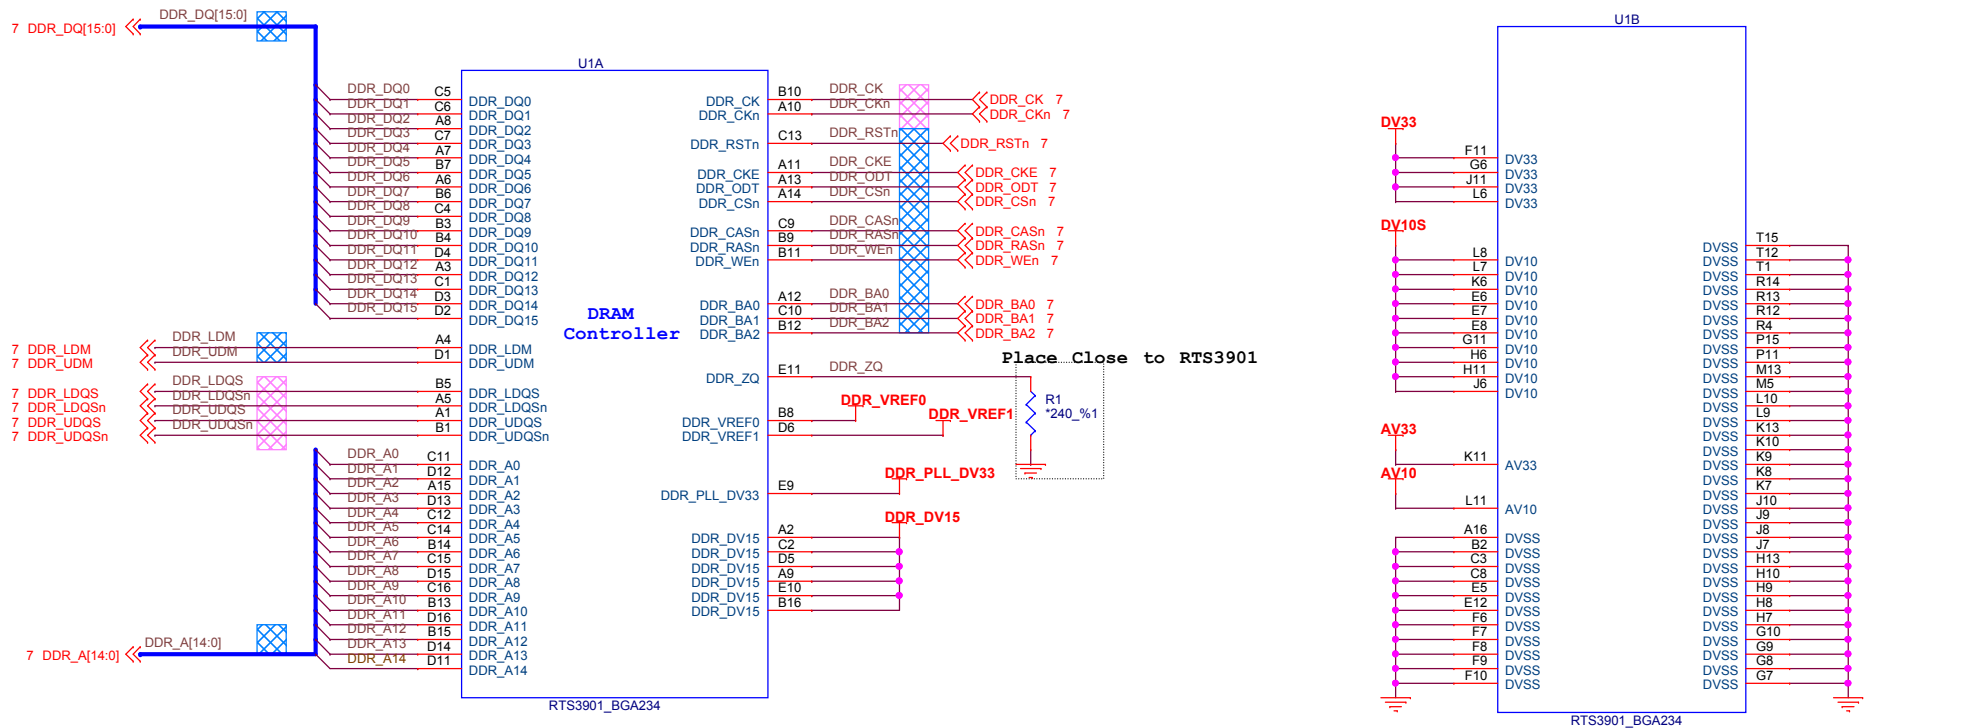 7 DDR_DQ[15:0]
DDR_DQ[15:0]
U1A
DDR_DQ0 C5 DDR_DQ0
DDR_DQ1 C6 DDR_DQ1
DDR_DQ2 A8 DDR_DQ2
DDR_DQ3 C7 DDR_DQ3
DDR_DQ4 A7 DDR_DQ4
DDR_DQ5 B7 DDR_DQ5
DDR_DQ6 A6 DDR_DQ6
DDR_DQ7 B6 DDR_DQ7
DDR_DQ8 C4 DDR_DQ8
DDR_DQ9 B3 DDR_DQ9
DDR_DQ10 B4 DDR_DQ10
DDR_DQ11 D4 DDR_DQ11
DDR_DQ12 A3 DDR_DQ12
DDR_DQ13 C1 DDR_DQ13
DDR_DQ14 D3 DDR_DQ14
DDR_DQ15 D2 DDR_DQ15
7 DDR_LDM DDR_LDM A4 DDR_LDM
7 DDR_UDM DDR_UDM D1 DDR_UDM
7 DDR_LDQS DDR_LDQS B5 DDR_LDQS
7 DDR_LDQSn DDR_LDQSn A5 DDR_LDQSn
7 DDR_UDQS DDR_UDQS A1 DDR_UDQS
7 DDR_UDQSn DDR_UDQSn B1 DDR_UDQSn
DDR_A0 C11 DDR_A0
DDR_A1 D12 DDR_A1
DDR_A2 A15 DDR_A2
DDR_A3 D13 DDR_A3
DDR_A4 C12 DDR_A4
DDR_A5 C14 DDR_A5
DDR_A6 B14 DDR_A6
DDR_A7 C15 DDR_A7
DDR_A8 D15 DDR_A8
DDR_A9 C16 DDR_A9
DDR_A10 B13 DDR_A10
DDR_A11 D16 DDR_A11
DDR_A12 B15 DDR_A12
DDR_A13 D14 DDR_A13
DDR_A14 D11 DDR_A14
7 DDR_A[14:0]
DDR_A[14:0]
DRAM
Controller
DDR_CK B10 DDR_CK DDR_CK 7
DDR_CKn A10 DDR_CKn DDR_CKn 7
DDR_RSTn C13 DDR_RSTn DDR_RSTn 7
DDR_CKE A11 DDR_CKE DDR_CKE 7
DDR_ODT A13 DDR_ODT DDR_ODT 7
DDR_CSn A14 DDR_CSn DDR_CSn 7
DDR_CASn C9 DDR_CASn DDR_CASn 7
DDR_RASn B9 DDR_RASn DDR_RASn 7
DDR_WEn B11 DDR_WEn DDR_WEn 7
DDR_BA0 A12 DDR_BA0 DDR_BA0 7
DDR_BA1 C10 DDR_BA1 DDR_BA1 7
DDR_BA2 B12 DDR_BA2 DDR_BA2 7
Place Close to RTS3901
DDR_ZQ E11 DDR_ZQ
R1
*240_%1
DDR_VREF0 B8 DDR_VREF0
DDR_VREF1 D6 DDR_VREF1
DDR_PLL_DV33 E9 DDR_PLL_DV33
DDR_DV15
DDR_DV15 A2
DDR_DV15 C2
DDR_DV15 D5
DDR_DV15 A9
DDR_DV15 E10
DDR_DV15 B16
RTS3901_BGA234
U1B
DV33
F11 DV33
G6 DV33
J11 DV33
L6 DV33
DV10S
L8 DV10
L7 DV10
K6 DV10
E6 DV10
E7 DV10
E8 DV10
G11 DV10
H6 DV10
H11 DV10
J6 DV10
AV33
K11 AV33
AV10
L11 AV10
A16 DVSS
B2 DVSS
C3 DVSS
C8 DVSS
E5 DVSS
E12 DVSS
F6 DVSS
F7 DVSS
F8 DVSS
F9 DVSS
F10 DVSS
DVSS T15
DVSS T12
DVSS T1
DVSS R14
DVSS R13
DVSS R12
DVSS R4
DVSS P15
DVSS P11
DVSS M13
DVSS M5
DVSS L10
DVSS L9
DVSS K13
DVSS K10
DVSS K9
DVSS K8
DVSS K7
DVSS J10
DVSS J9
DVSS J8
DVSS J7
DVSS H13
DVSS H10
DVSS H9
DVSS H8
DVSS H7
DVSS G10
DVSS G9
DVSS G8
DVSS G7
RTS3901_BGA234